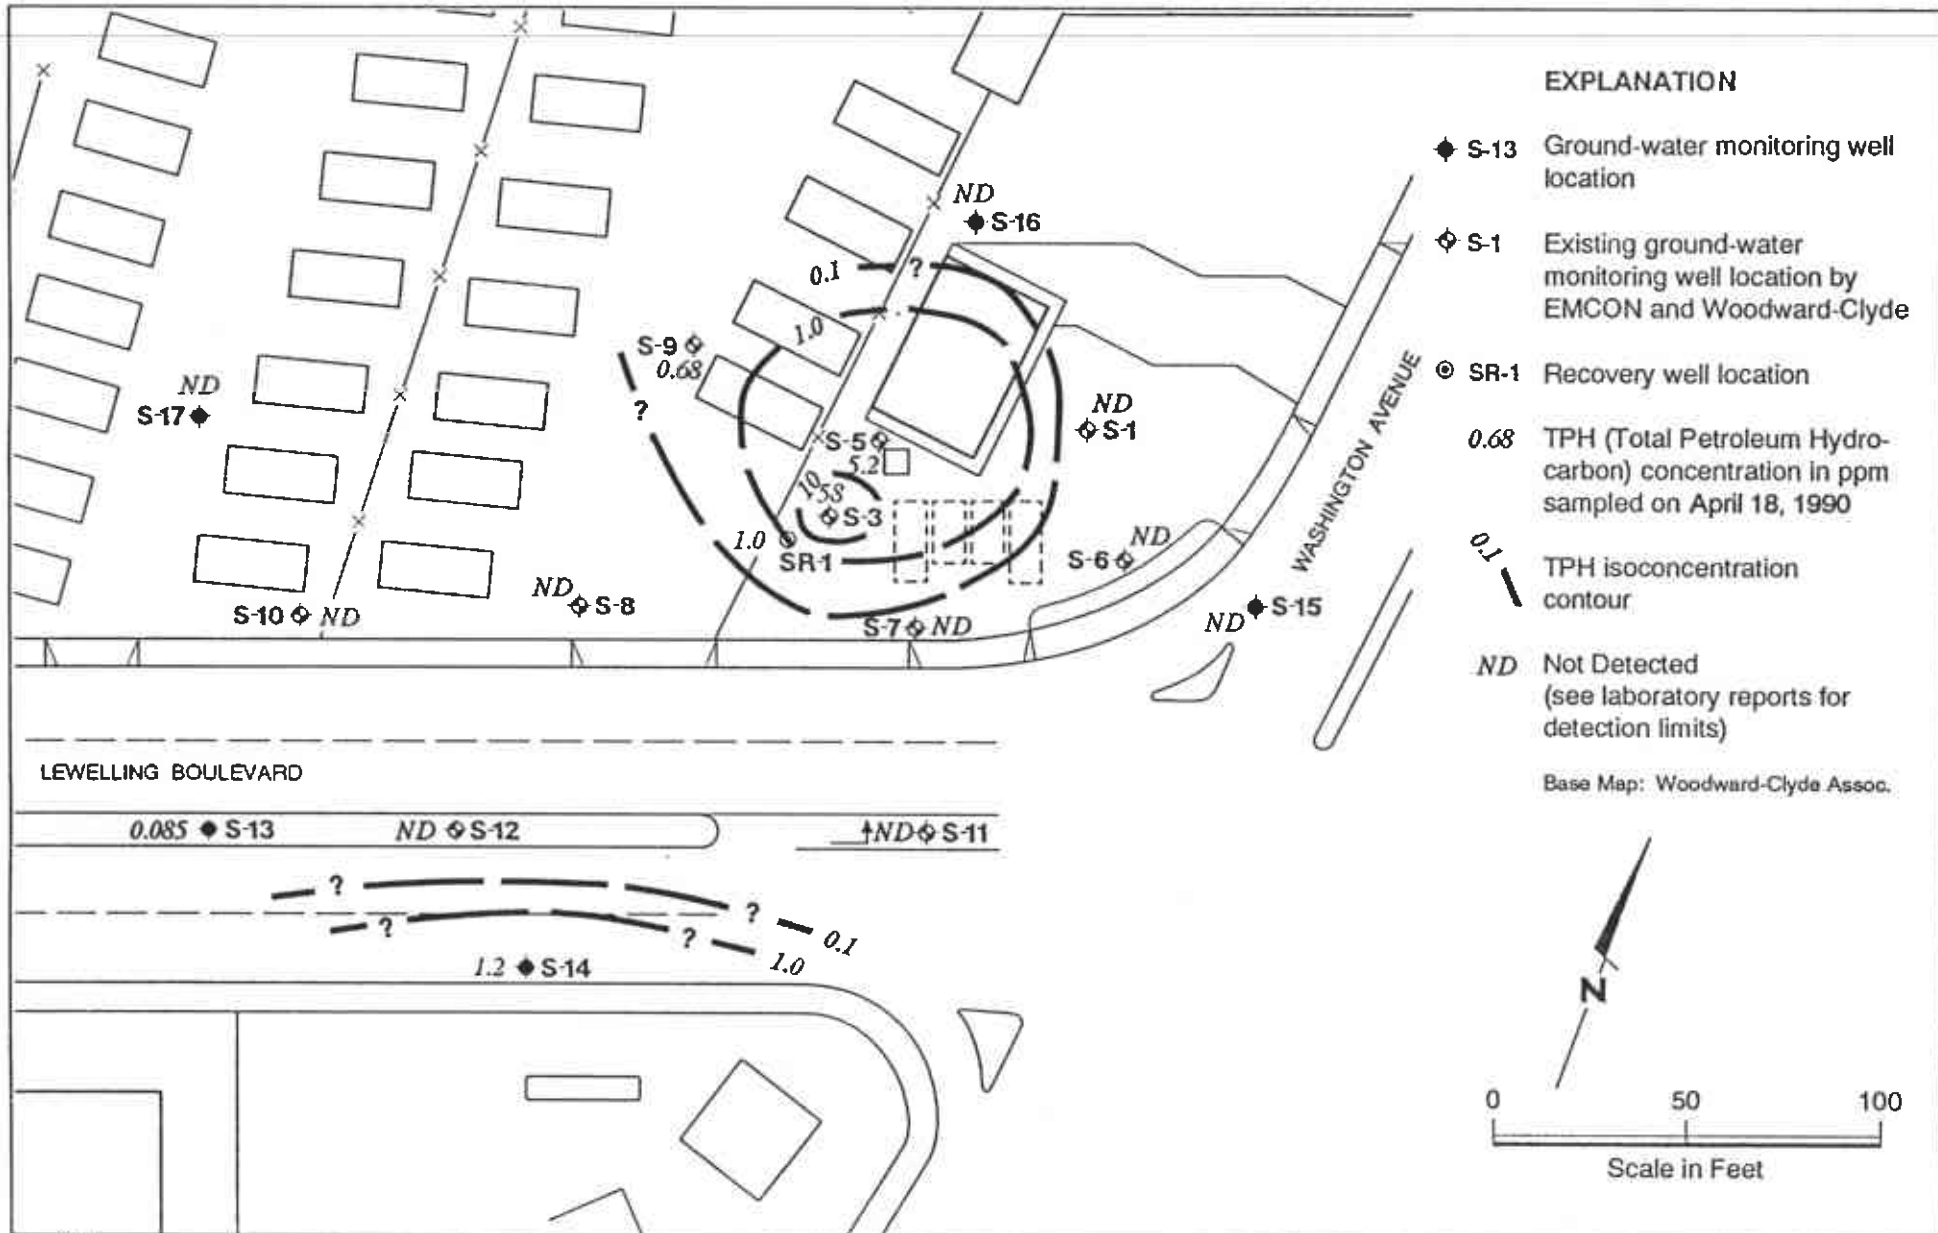 EXPLANATION
S-13 Ground-water monitoring well
location
S-1 Existing ground-water
monitoring well location by
EMCON and Woodward-Clyde
SR-1 Recovery well location
0.68 TPH (Total Petroleum Hydro-
carbon) concentration in ppm
sampled on April 18, 1990
0.1
TPH isoconcentration
contour
ND Not Detected
(see laboratory reports for
detection limits)
Base Map: Woodward-Clyde Assoc.
N
0 50 100
Scale in Feet
WASHINGTON AVENUE
ND
S-16
0.1 ?
1.0
S-9
0.68
?
ND
S-17
ND
S-1
S-5
5.2
10
58
S-3
1.0
SR-1
S-6 ND
ND
S-8
S-10 ND
S-7 ND
S-15
ND
LEWELLING BOULEVARD
0.085 S-13
ND S-12
ND S-11
? ? 0.1
? ? 1.0
1.2 S-14